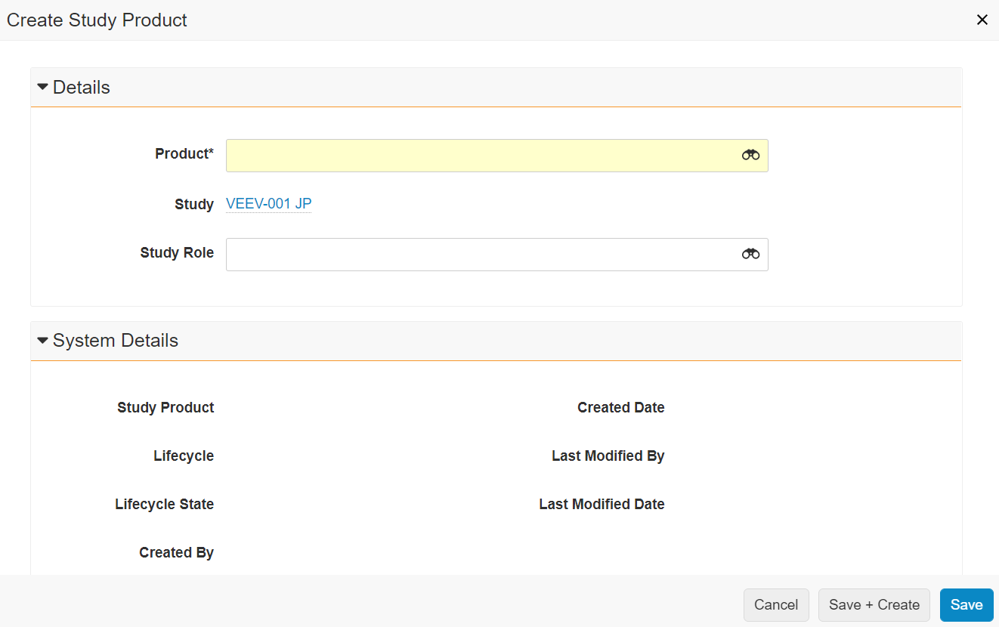 Create Study Product
Details
Product*
Study VEEV-001 JP
Study Role
System Details
Study Product Created Date
Lifecycle Last Modified By
Lifecycle State Last Modified Date
Created By
Cancel Save + Create Save